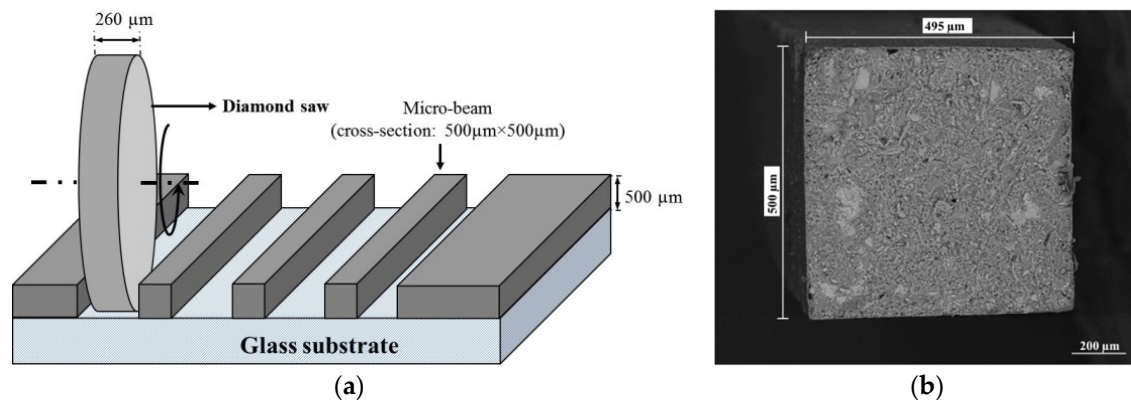 260 µm
Diamond saw
Micro-beam
(cross-section: 500µm×500µm)
500 µm
Glass substrate
(a)
495 µm
500 µm
200 µm
(b)